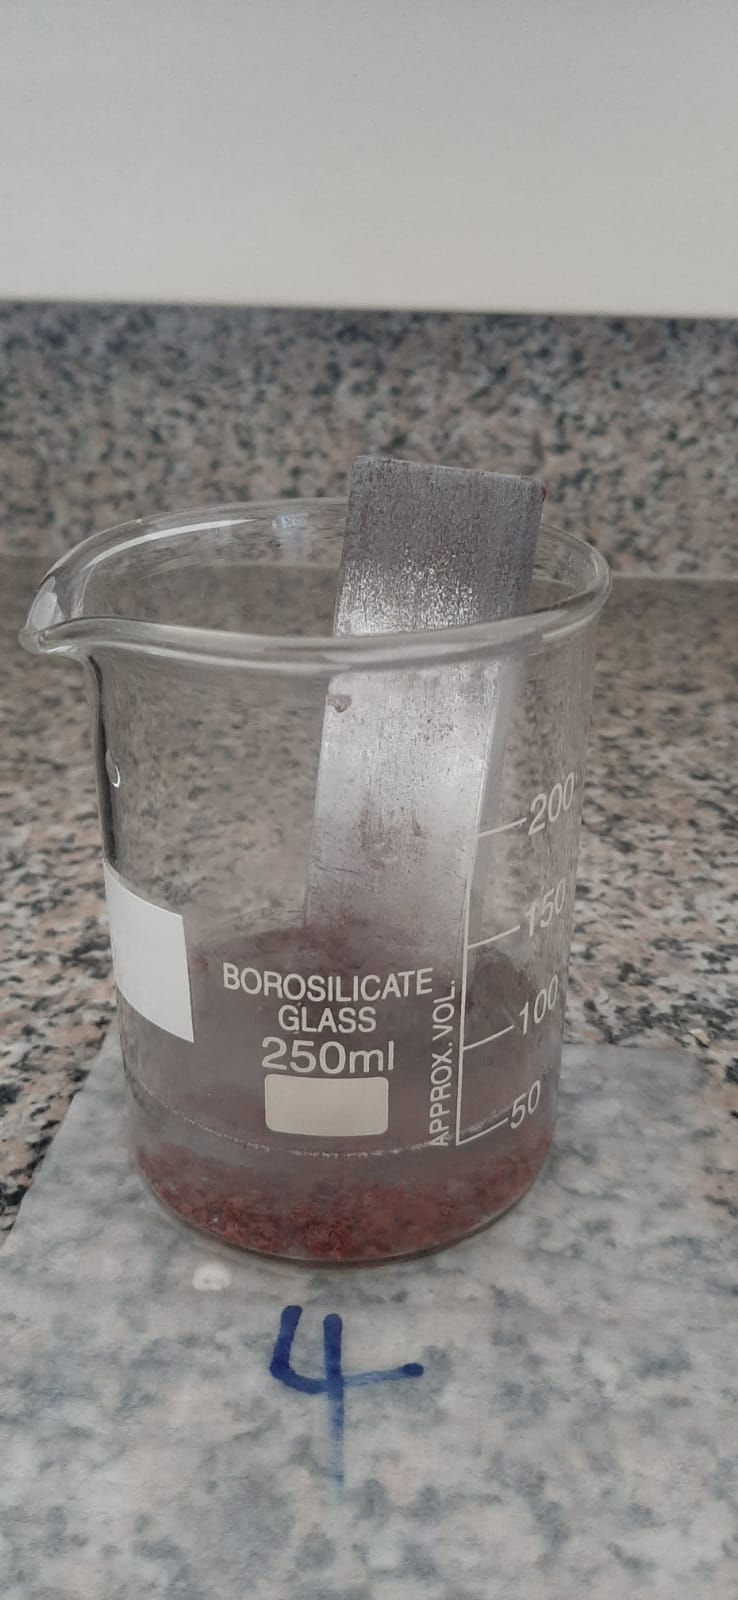 BOROSILICATE
GLASS
250ml
APPROX. VOL.
200
150
100
50
4